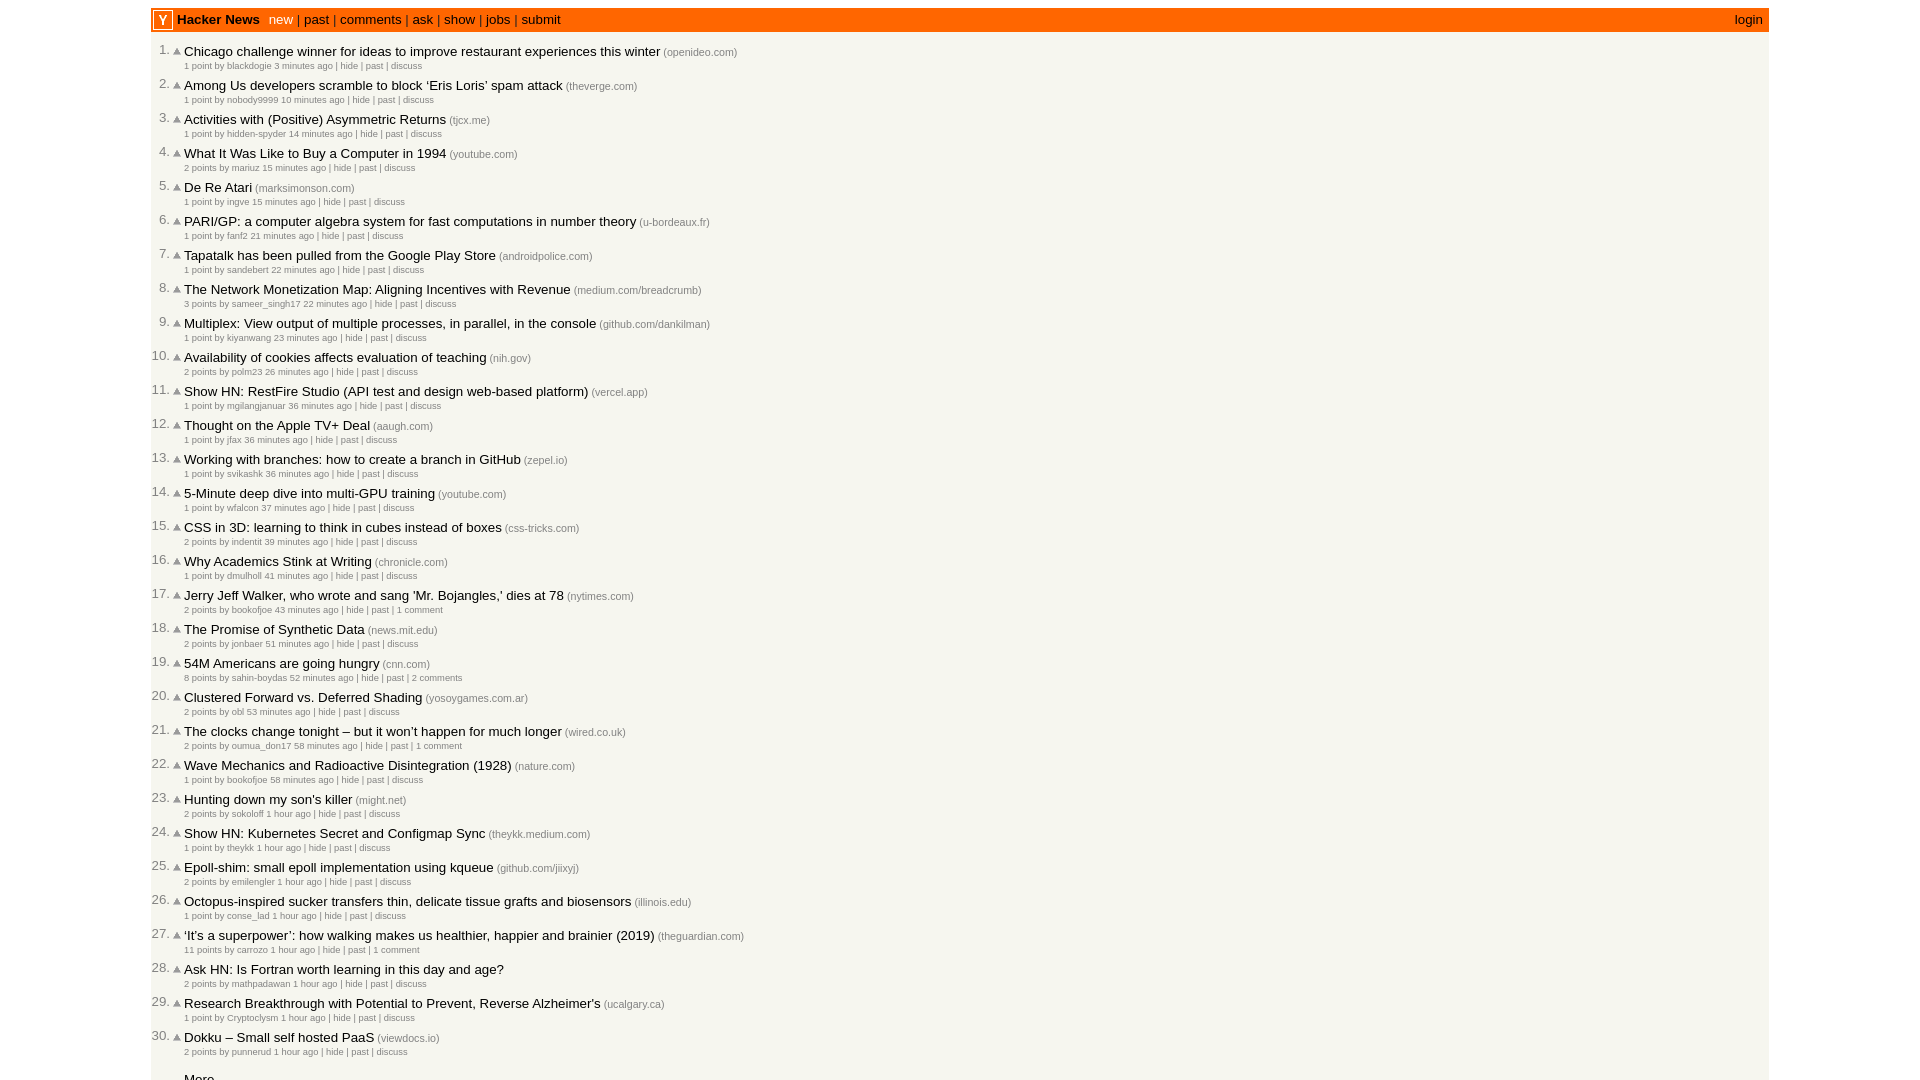 Y Hacker News new | past | comments | ask | show | jobs | submit login
1. Chicago challenge winner for ideas to improve restaurant experiences this winter (openideo.com)
1 point by blackdogie 3 minutes ago | hide | past | discuss
2. Among Us developers scramble to block ‘Eris Loris’ spam attack (theverge.com)
1 point by nobody9999 10 minutes ago | hide | past | discuss
3. Activities with (Positive) Asymmetric Returns (tjcx.me)
1 point by hidden-spyder 14 minutes ago | hide | past | discuss
4. What It Was Like to Buy a Computer in 1994 (youtube.com)
2 points by mariuz 15 minutes ago | hide | past | discuss
5. De Re Atari (marksimonson.com)
1 point by ingve 15 minutes ago | hide | past | discuss
6. PARI/GP: a computer algebra system for fast computations in number theory (u-bordeaux.fr)
1 point by fanf2 21 minutes ago | hide | past | discuss
7. Tapatalk has been pulled from the Google Play Store (androidpolice.com)
1 point by sandebert 22 minutes ago | hide | past | discuss
8. The Network Monetization Map: Aligning Incentives with Revenue (medium.com/breadcrumb)
3 points by sameer_singh17 22 minutes ago | hide | past | discuss
9. Multiplex: View output of multiple processes, in parallel, in the console (github.com/dankilman)
1 point by kiyanwang 23 minutes ago | hide | past | discuss
10. Availability of cookies affects evaluation of teaching (nih.gov)
2 points by polm23 26 minutes ago | hide | past | discuss
11. Show HN: RestFire Studio (API test and design web-based platform) (vercel.app)
1 point by mgilangjanuar 36 minutes ago | hide | past | discuss
12. Thought on the Apple TV+ Deal (aaugh.com)
1 point by jfax 36 minutes ago | hide | past | discuss
13. Working with branches: how to create a branch in GitHub (zepel.io)
1 point by svikashk 36 minutes ago | hide | past | discuss
14. 5-Minute deep dive into multi-GPU training (youtube.com)
1 point by wfalcon 37 minutes ago | hide | past | discuss
15. CSS in 3D: learning to think in cubes instead of boxes (css-tricks.com)
2 points by indentit 39 minutes ago | hide | past | discuss
16. Why Academics Stink at Writing (chronicle.com)
1 point by dmulholl 41 minutes ago | hide | past | discuss
17. Jerry Jeff Walker, who wrote and sang 'Mr. Bojangles,' dies at 78 (nytimes.com)
2 points by bookofjoe 43 minutes ago | hide | past | 1 comment
18. The Promise of Synthetic Data (news.mit.edu)
2 points by jonbaer 51 minutes ago | hide | past | discuss
19. 54M Americans are going hungry (cnn.com)
8 points by sahin-boydas 52 minutes ago | hide | past | 2 comments
20. Clustered Forward vs. Deferred Shading (yosoygames.com.ar)
2 points by obl 53 minutes ago | hide | past | discuss
21. The clocks change tonight – but it won’t happen for much longer (wired.co.uk)
2 points by oumua_don17 58 minutes ago | hide | past | 1 comment
22. Wave Mechanics and Radioactive Disintegration (1928) (nature.com)
1 point by bookofjoe 58 minutes ago | hide | past | discuss
23. Hunting down my son's killer (might.net)
2 points by sokoloff 1 hour ago | hide | past | discuss
24. Show HN: Kubernetes Secret and Configmap Sync (theykk.medium.com)
1 point by theykk 1 hour ago | hide | past | discuss
25. Epoll-shim: small epoll implementation using kqueue (github.com/jiixyj)
2 points by emilengler 1 hour ago | hide | past | discuss
26. Octopus-inspired sucker transfers thin, delicate tissue grafts and biosensors (illinois.edu)
1 point by conse_lad 1 hour ago | hide | past | discuss
27. ‘It’s a superpower’: how walking makes us healthier, happier and brainier (2019) (theguardian.com)
11 points by carrozo 1 hour ago | hide | past | 1 comment
28. Ask HN: Is Fortran worth learning in this day and age?
2 points by mathpadawan 1 hour ago | hide | past | discuss
29. Research Breakthrough with Potential to Prevent, Reverse Alzheimer's (ucalgary.ca)
1 point by Cryptoclysm 1 hour ago | hide | past | discuss
30. Dokku – Small self hosted PaaS (viewdocs.io)
2 points by punnerud 1 hour ago | hide | past | discuss
More